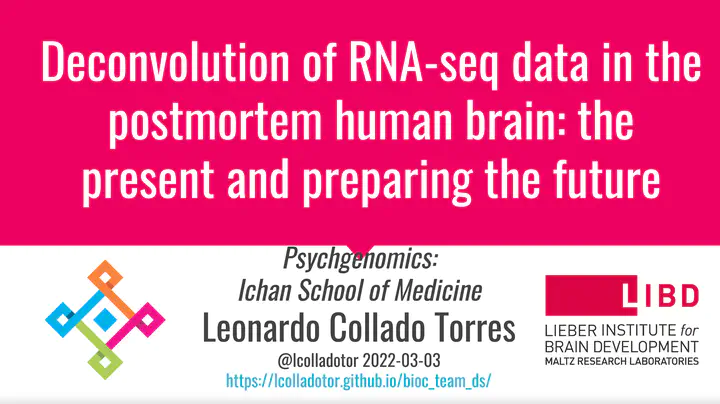 Deconvolution of RNA-seq data in the
postmortem human brain: the
present and preparing the future
Psychgenomics:
Ichan School of Medicine
Leonardo Collado Torres
@lcolladotor 2022-03-03
https://lcolladotor.github.io/bioc_team_ds/
LIBD
LIEBER INSTITUTE for
BRAIN DEVELOPMENT
MALTZ RESEARCH LABORATORIES